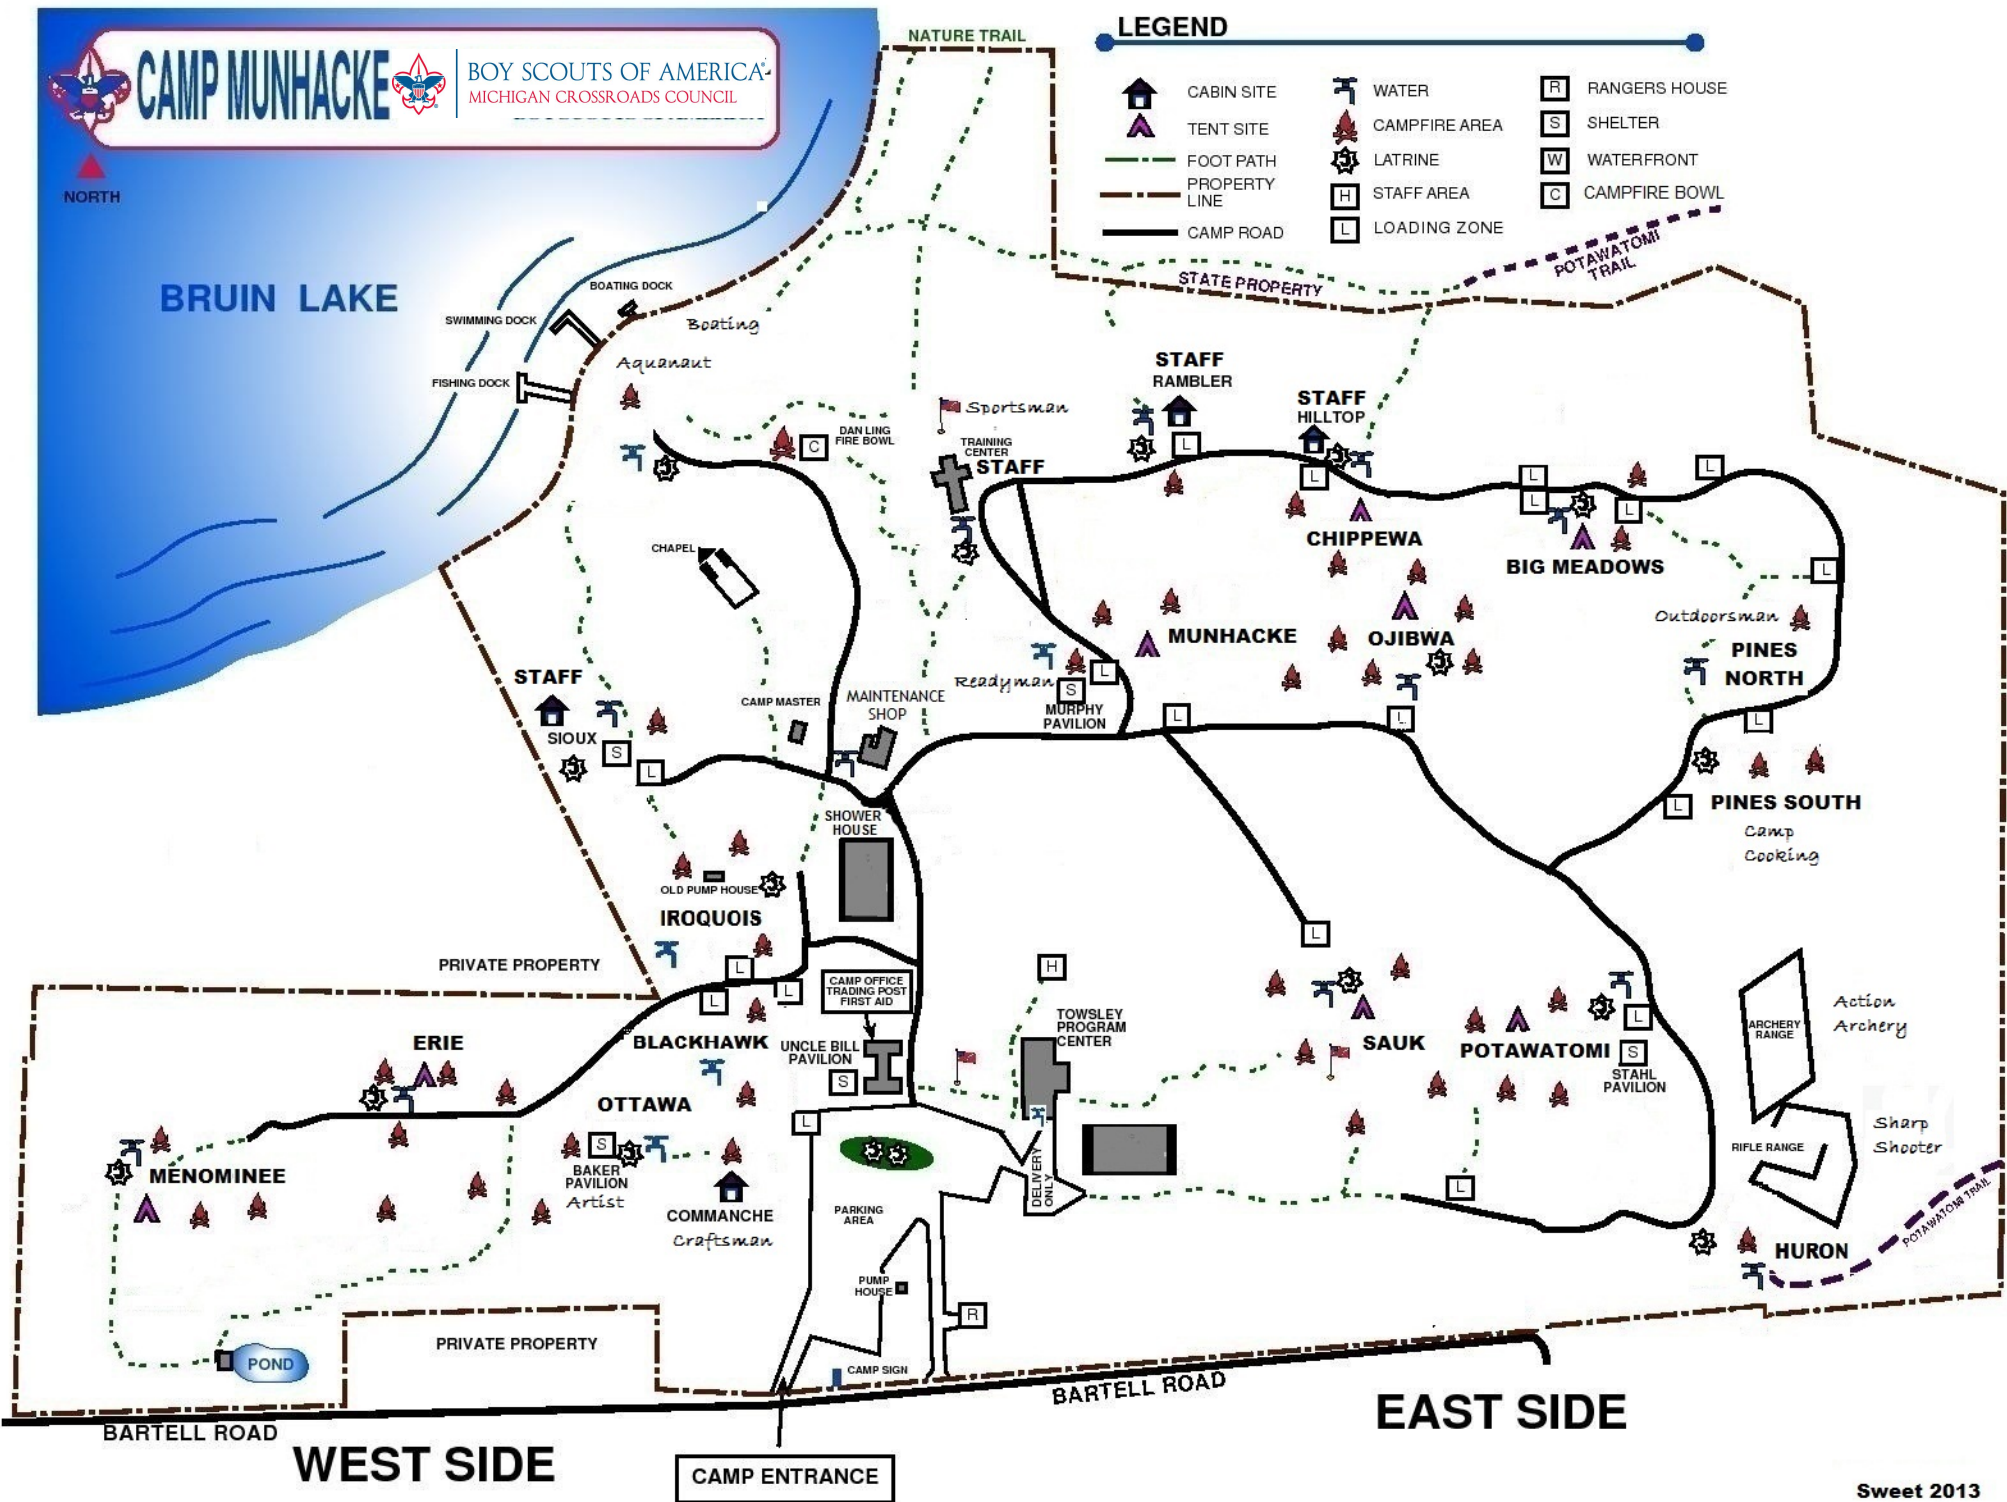 CAMP MUNHACKE
BOY SCOUTS OF AMERICA
MICHIGAN CROSSROADS COUNCIL
NORTH
NATURE TRAIL
LEGEND
CABIN SITE
TENT SITE
FOOT PATH
PROPERTY
LINE
CAMP ROAD
WATER
CAMPFIRE AREA
LATRINE
H STAFF AREA
L LOADING ZONE
R RANGERS HOUSE
S SHELTER
W WATERFRONT
C CAMPFIRE BOWL
POTAWATOMI
TRAIL
STATE PROPERTY
BRUIN LAKE
BOATING DOCK
SWIMMING DOCK
FISHING DOCK
Boating
Aquanaut
C
DAN LING
FIRE BOWL
Sportsman
TRAINING
CENTER
STAFF
STAFF
RAMBLER
L
STAFF
HILLTOP
L
CHIPPEWA
L
L
L
L
BIG MEADOWS
L
CHAPEL
MUNHACKE
OJIBWA
Outdoorsman
PINES
NORTH
L
Readyman
S
L
MURPHY
PAVILION
L
L
STAFF
SIOUX
S
L
CAMP MASTER
MAINTENANCE
SHOP
L
PINES SOUTH
Camp
Cooking
SHOWER
HOUSE
OLD PUMP HOUSE
IROQUOIS
L
L
L
L
PRIVATE PROPERTY
CAMP OFFICE
TRADING POST
FIRST AID
H
TOWSLEY
PROGRAM
CENTER
BLACKHAWK
UNCLE BILL
PAVILION
S
ERIE
SAUK
POTAWATOMI
L
S
STAHL
PAVILION
ARCHERY
RANGE
Action
Archery
OTTAWA
S
BAKER
PAVILION
Artist
L
MENOMINEE
COMMANCHE
Craftsman
PARKING
AREA
DELIVERY
ONLY
L
RIFLE RANGE
Sharp
Shooter
POTAWATOMI TRAIL
HURON
PUMP
HOUSE
R
PRIVATE PROPERTY
POND
CAMP SIGN
BARTELL ROAD
BARTELL ROAD
WEST SIDE
EAST SIDE
CAMP ENTRANCE
Sweet 2013